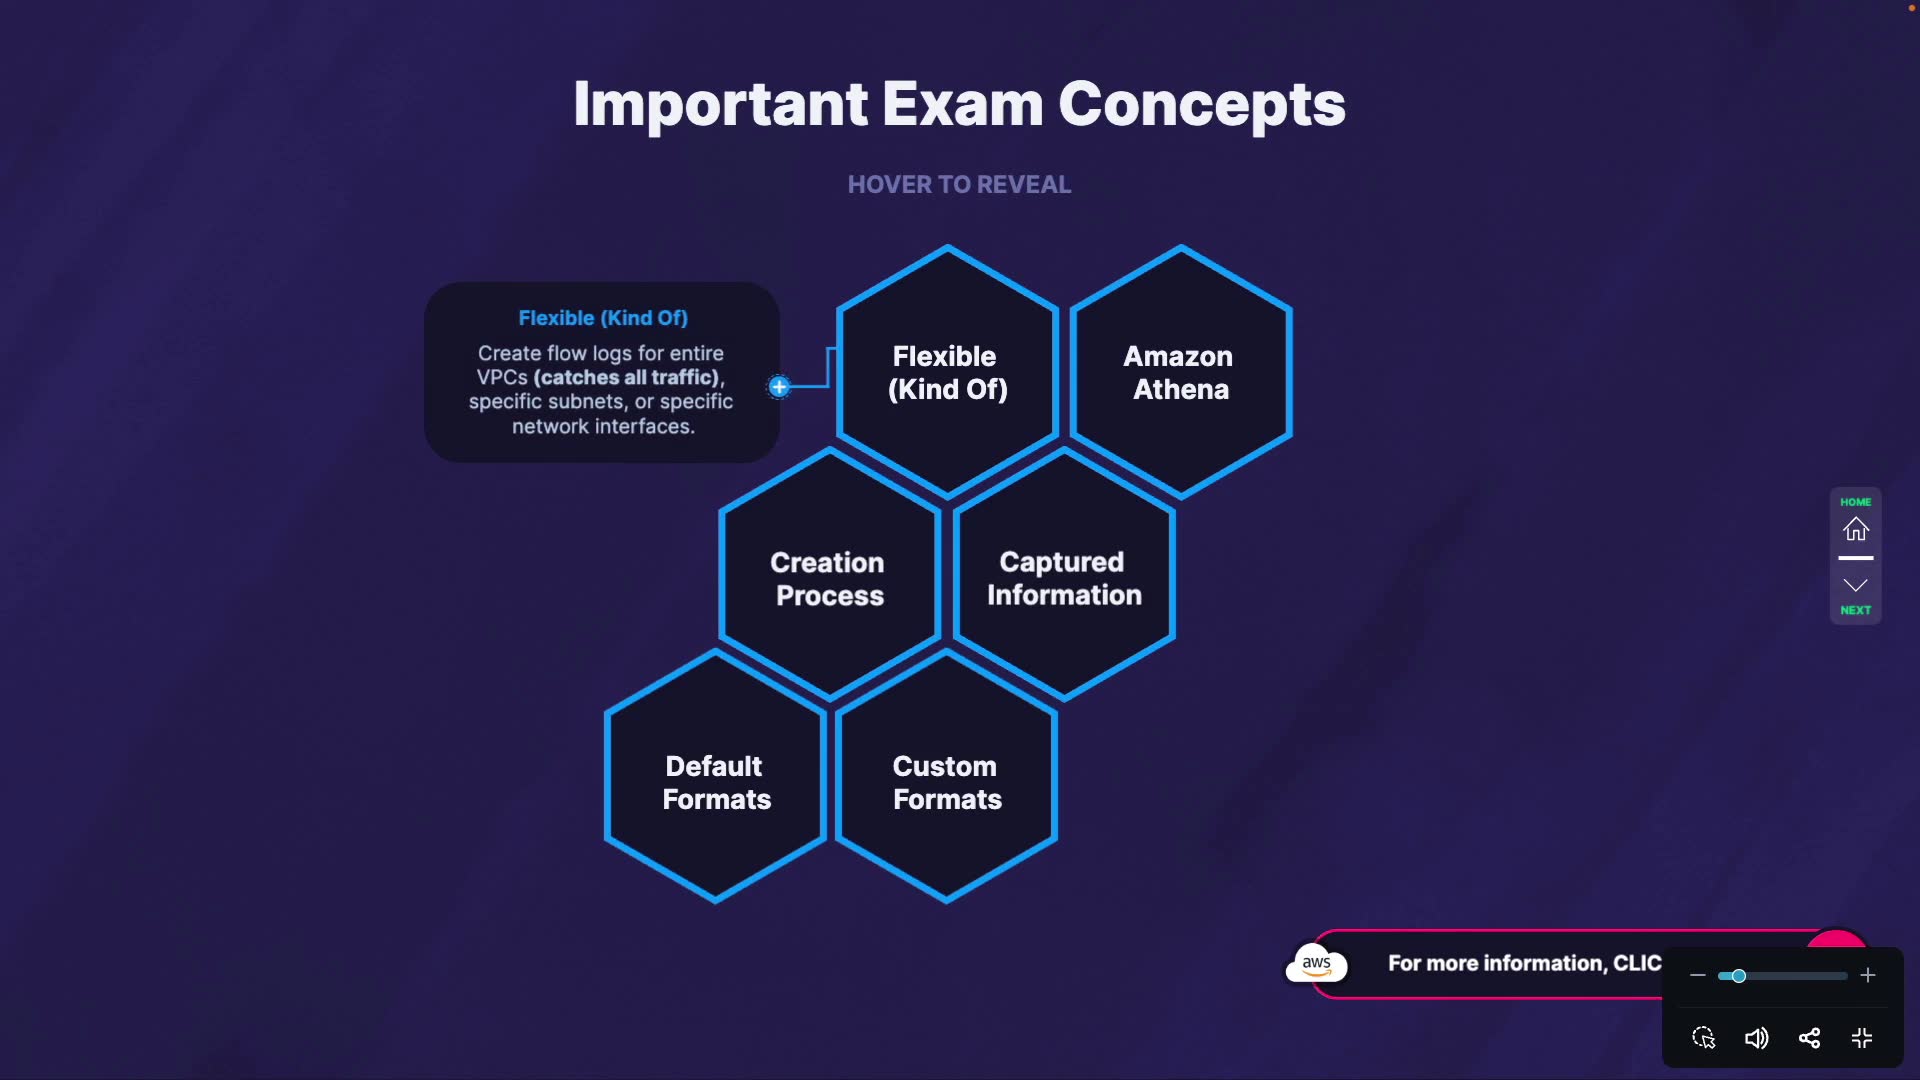 Important Exam Concepts
HOVER TO REVEAL
Flexible (Kind Of)
Create flow logs for entire
VPCs (catches all traffic),
specific subnets, or specific
network interfaces.
Flexible
(Kind Of)
Amazon
Athena
Creation
Process
Captured
Information
Default
Formats
Custom
Formats
HOME
NEXT
aws
For more information, CLIC